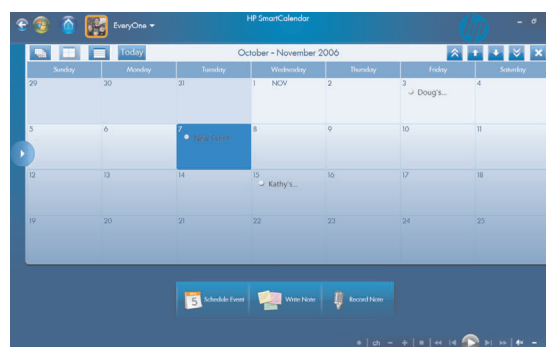 HP SmartCalendar
EveryOne
Today
October - November 2006
Sunday Monday Tuesday Wednesday Thursday Friday Saturday
29 30 31 1 NOV 2 3 4
Doug's...
5 6 7 8 9 10 11
New Event
12 13 14 15 16 17 18
Kathy's...
19 20 21 22 23 24 25
5 Schedule Event Write Note Record Note
ch - +